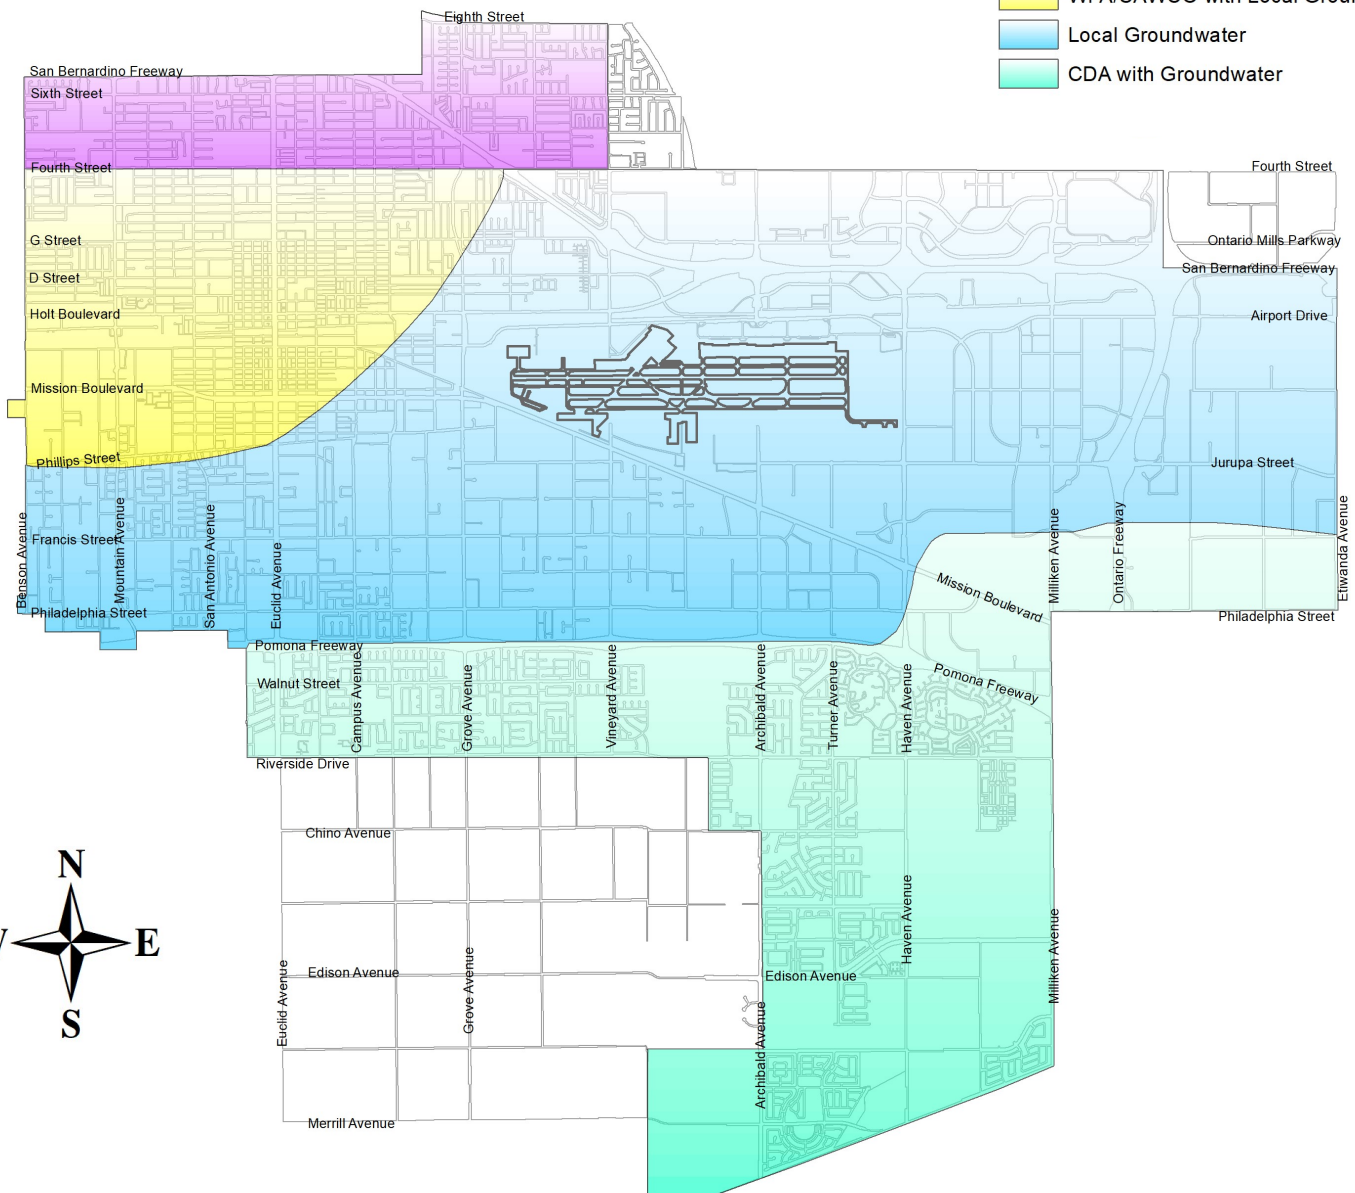 Eighth Street
Local Groundwater
CDA with Groundwater
San Bernardino Freeway
Sixth Street
Fourth Street
Fourth Street
G Street
Ontario Mills Parkway
San Bernardino Freeway
D Street
Holt Boulevard
Airport Drive
Mission Boulevard
Phillips Street
Jurupa Street
Benson Avenue
Mountain Avenue
San Antonio Avenue
Euclid Avenue
Milliken Avenue
Ontario Freeway
Etiwanda Avenue
Francis Street
Mission Boulevard
Philadelphia Street
Philadelphia Street
Pomona Freeway
Walnut Street
Campus Avenue
Grove Avenue
Vineyard Avenue
Archibald Avenue
Turner Avenue
Haven Avenue
Pomona Freeway
Riverside Drive
Chino Avenue
N
E
S
Haven Avenue
Milliken Avenue
Euclid Avenue
Edison Avenue
Grove Avenue
Edison Avenue
Archibald Avenue
Merrill Avenue